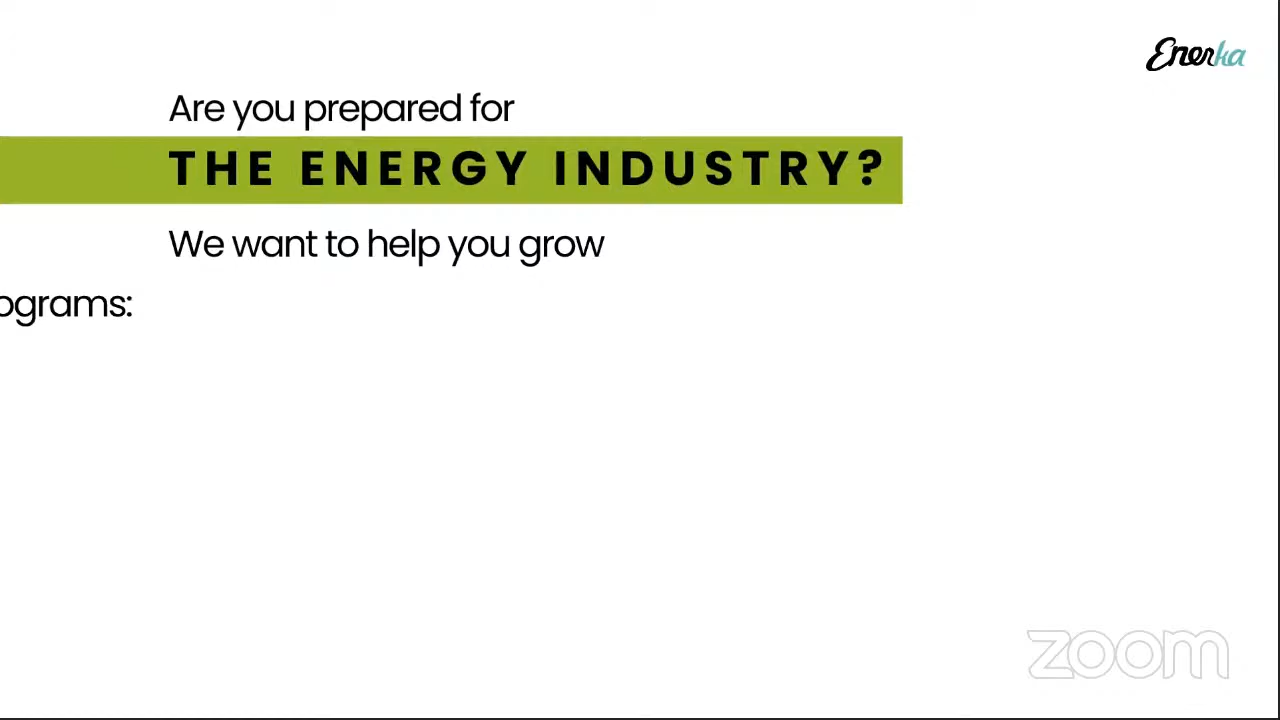 Enerka
Are you prepared for
THE ENERGY INDUSTRY?
We want to help you grow
ograms:
zoom